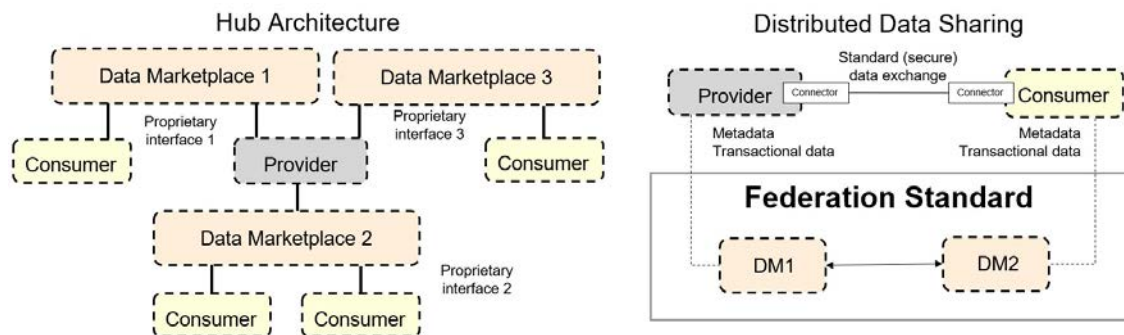 Hub Architecture
Data Marketplace 1
Data Marketplace 3
Proprietary
interface 1
Proprietary
interface 3
Consumer
Provider
Consumer
Data Marketplace 2
Proprietary
interface 2
Consumer
Consumer
Distributed Data Sharing
Standard (secure)
data exchange
Provider
Connector
Connector
Consumer
Metadata
Transactional data
Metadata
Transactional data
Federation Standard
DM1
DM2